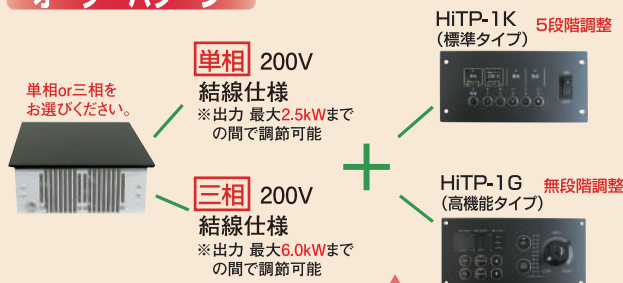 単相or三相を
お選びください。
単相 200V
結線仕様
※出力 最大2.5kWまで
の間で調節可能
三相 200V
結線仕様
※出力 最大6.0kWまで
の間で調節可能
HiTP-1K 5段階調整
(標準タイプ)
HiTP-1G 無段階調整
(高機能タイプ)